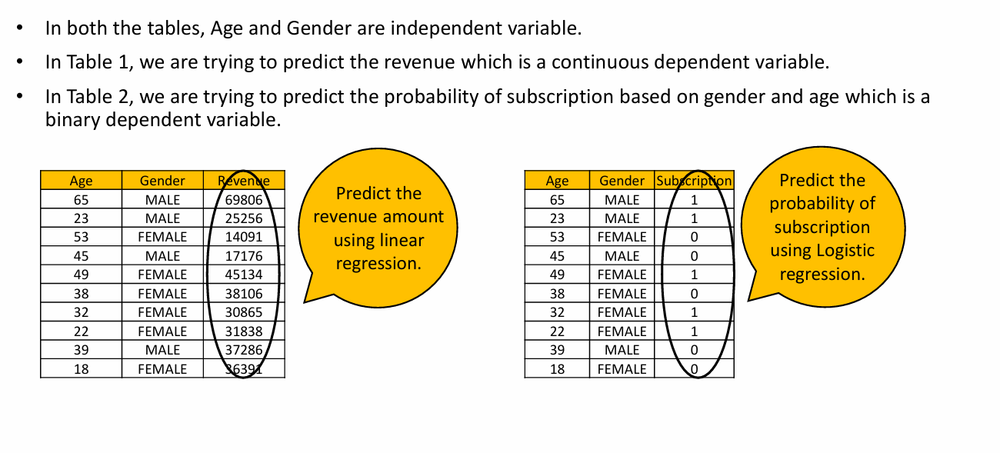 • In both the tables, Age and Gender are independent variable.
• In Table 1, we are trying to predict the revenue which is a continuous dependent variable.
• In Table 2, we are trying to predict the probability of subscription based on gender and age which is a
binary dependent variable.
Age Gender Revenue
65 MALE 69806
23 MALE 25256
53 FEMALE 14091
45 MALE 17176
49 FEMALE 45134
38 FEMALE 38106
32 FEMALE 30865
22 FEMALE 31838
39 MALE 37286
18 FEMALE 36391
Predict the
revenue amount
using linear
regression.
Age Gender Subscription
65 MALE 1
23 MALE 1
53 FEMALE 0
45 MALE 0
49 FEMALE 1
38 FEMALE 0
32 FEMALE 1
22 FEMALE 1
39 MALE 0
18 FEMALE 0
Predict the
probability of
subscription
using Logistic
regression.